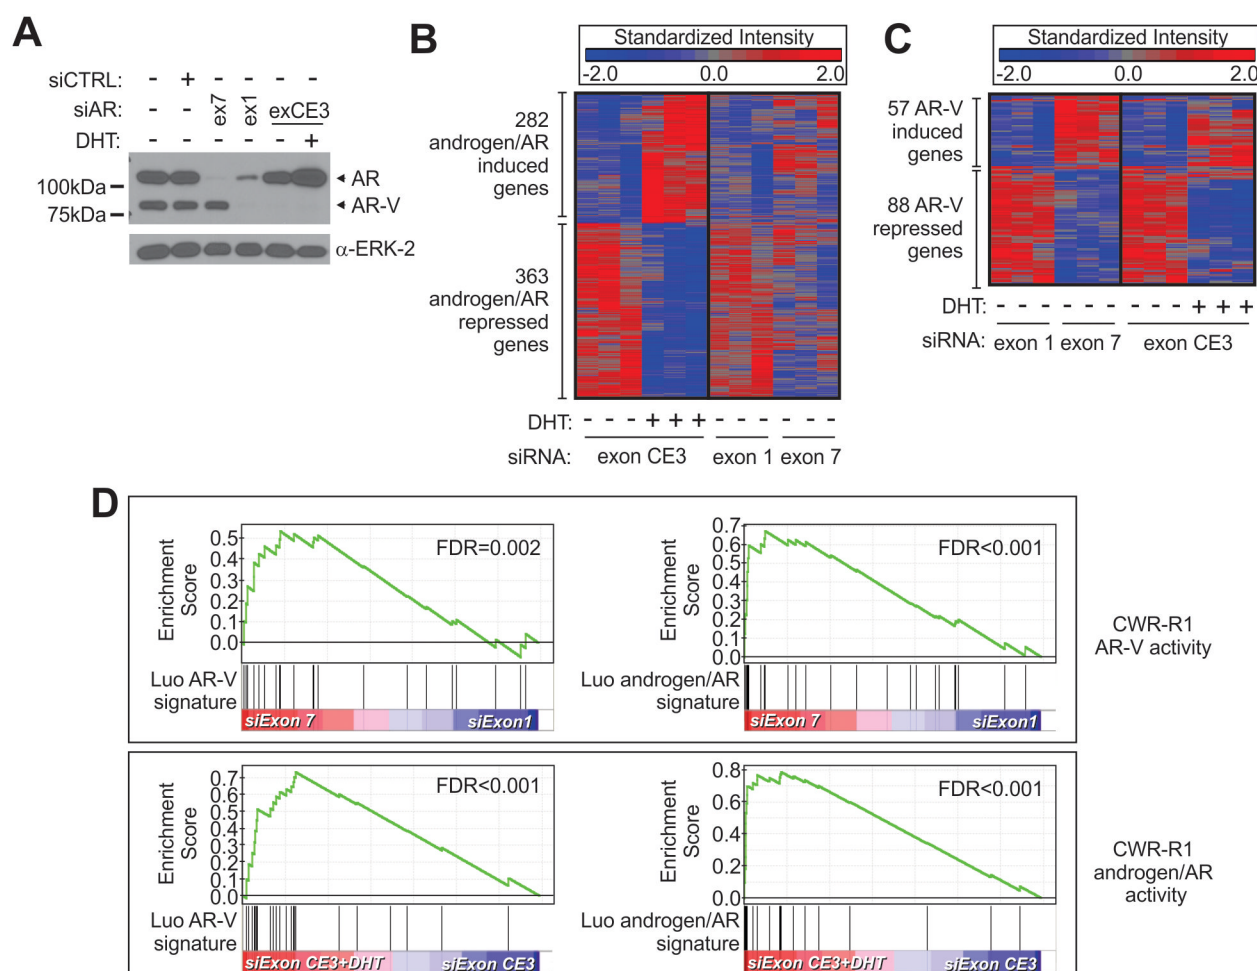 A
siCTRL: - + - - - -
siAR: - - ex7 ex1 exCE3
DHT: - - - - - +
100kDa
75kDa
AR
AR-V
α-ERK-2
B
Standardized Intensity
-2.0 0.0 2.0
282
androgen/AR
induced
genes
363
androgen/AR
repressed
genes
DHT: - - - + + + - - - - - -
siRNA: exon CE3 exon 1 exon 7
C
Standardized Intensity
-2.0 0.0 2.0
57 AR-V
induced
genes
88 AR-V
repressed
genes
DHT: - - - - - - - - - + + +
siRNA: exon 1 exon 7 exon CE3
D
Enrichment
Score
0.5
0.4
0.3
0.2
0.1
0.0
FDR=0.002
Luo AR-V
signature
siExon 7 siExon1
Enrichment
Score
0.7
0.6
0.5
0.4
0.3
0.2
0.1
0.0
FDR<0.001
Luo androgen/AR
signature
siExon 7 siExon1
CWR-R1
AR-V activity
Enrichment
Score
0.7
0.6
0.5
0.4
0.3
0.2
0.1
0.0
FDR<0.001
Luo AR-V
signature
siExon CE3+DHT siExon CE3
Enrichment
Score
0.8
0.6
0.4
0.2
0.0
FDR<0.001
Luo androgen/AR
signature
siExon CE3+DHT siExon CE3
CWR-R1
androgen/AR
activity